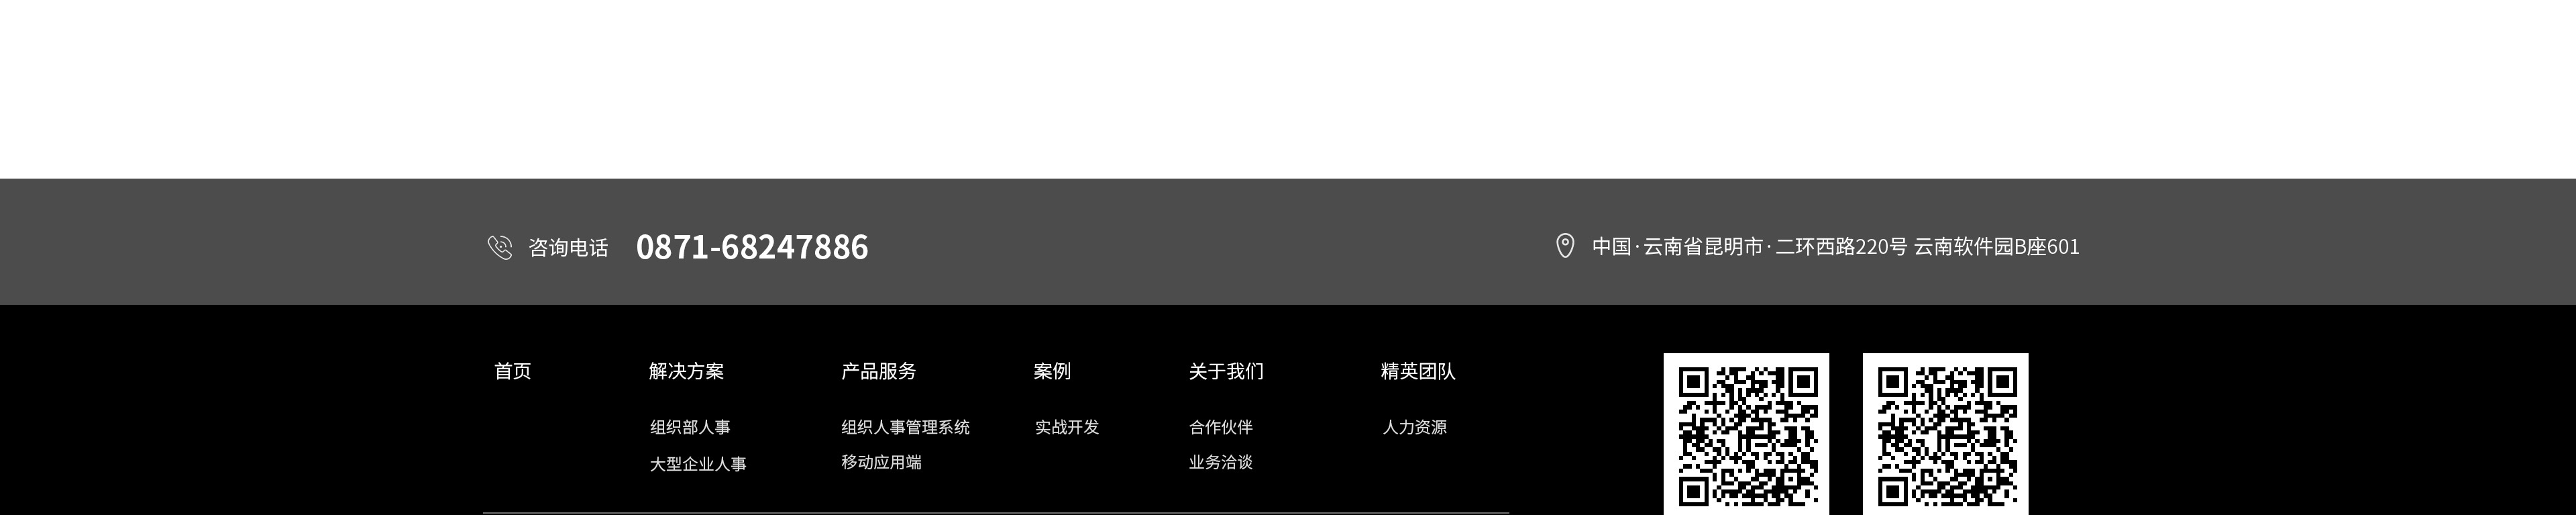 咨询电话 0871-68247886
中国·云南省昆明市·二环西路220号 云南软件园B座601
首页 解决方案 产品服务 案例 关于我们 精英团队
组织部人事 组织人事管理系统 实战开发 合作伙伴 人力资源
大型企业人事 移动应用端 业务洽谈